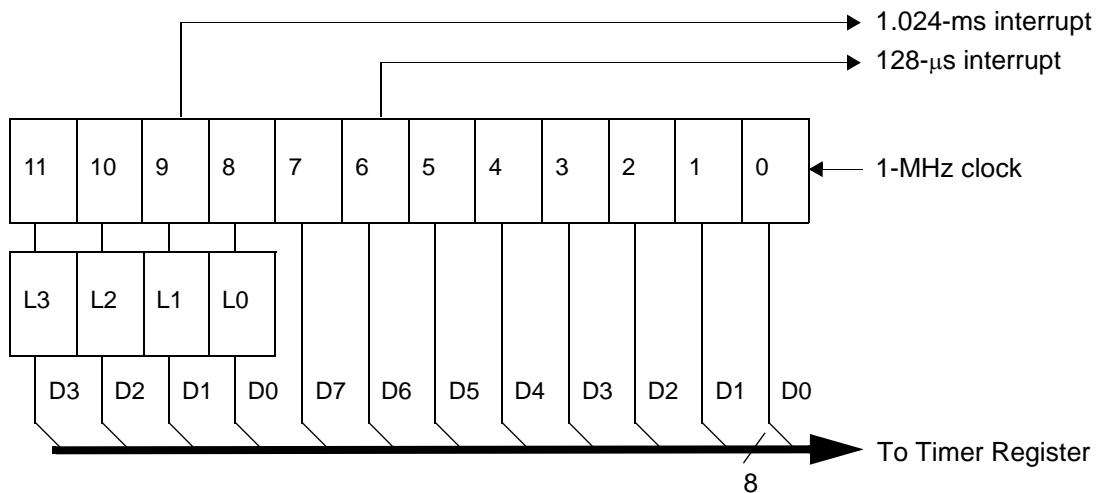 1.024-ms interrupt
128-μs interrupt
11 10 9 8 7 6 5 4 3 2 1 0
1-MHz clock
L3 L2 L1 L0
D3 D2 D1 D0 D7 D6 D5 D4 D3 D2 D1 D0
To Timer Register
8